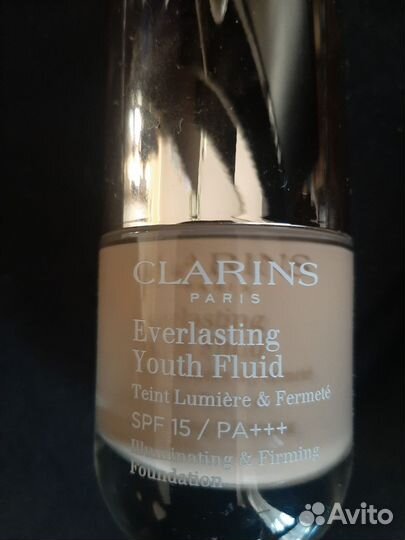 CLARINS
PARIS
Everlasting
Youth Fluid
Teint Lumière & Fermeté
SPF 15 / PA+++
Illuminating & Firming
Foundation
Avito